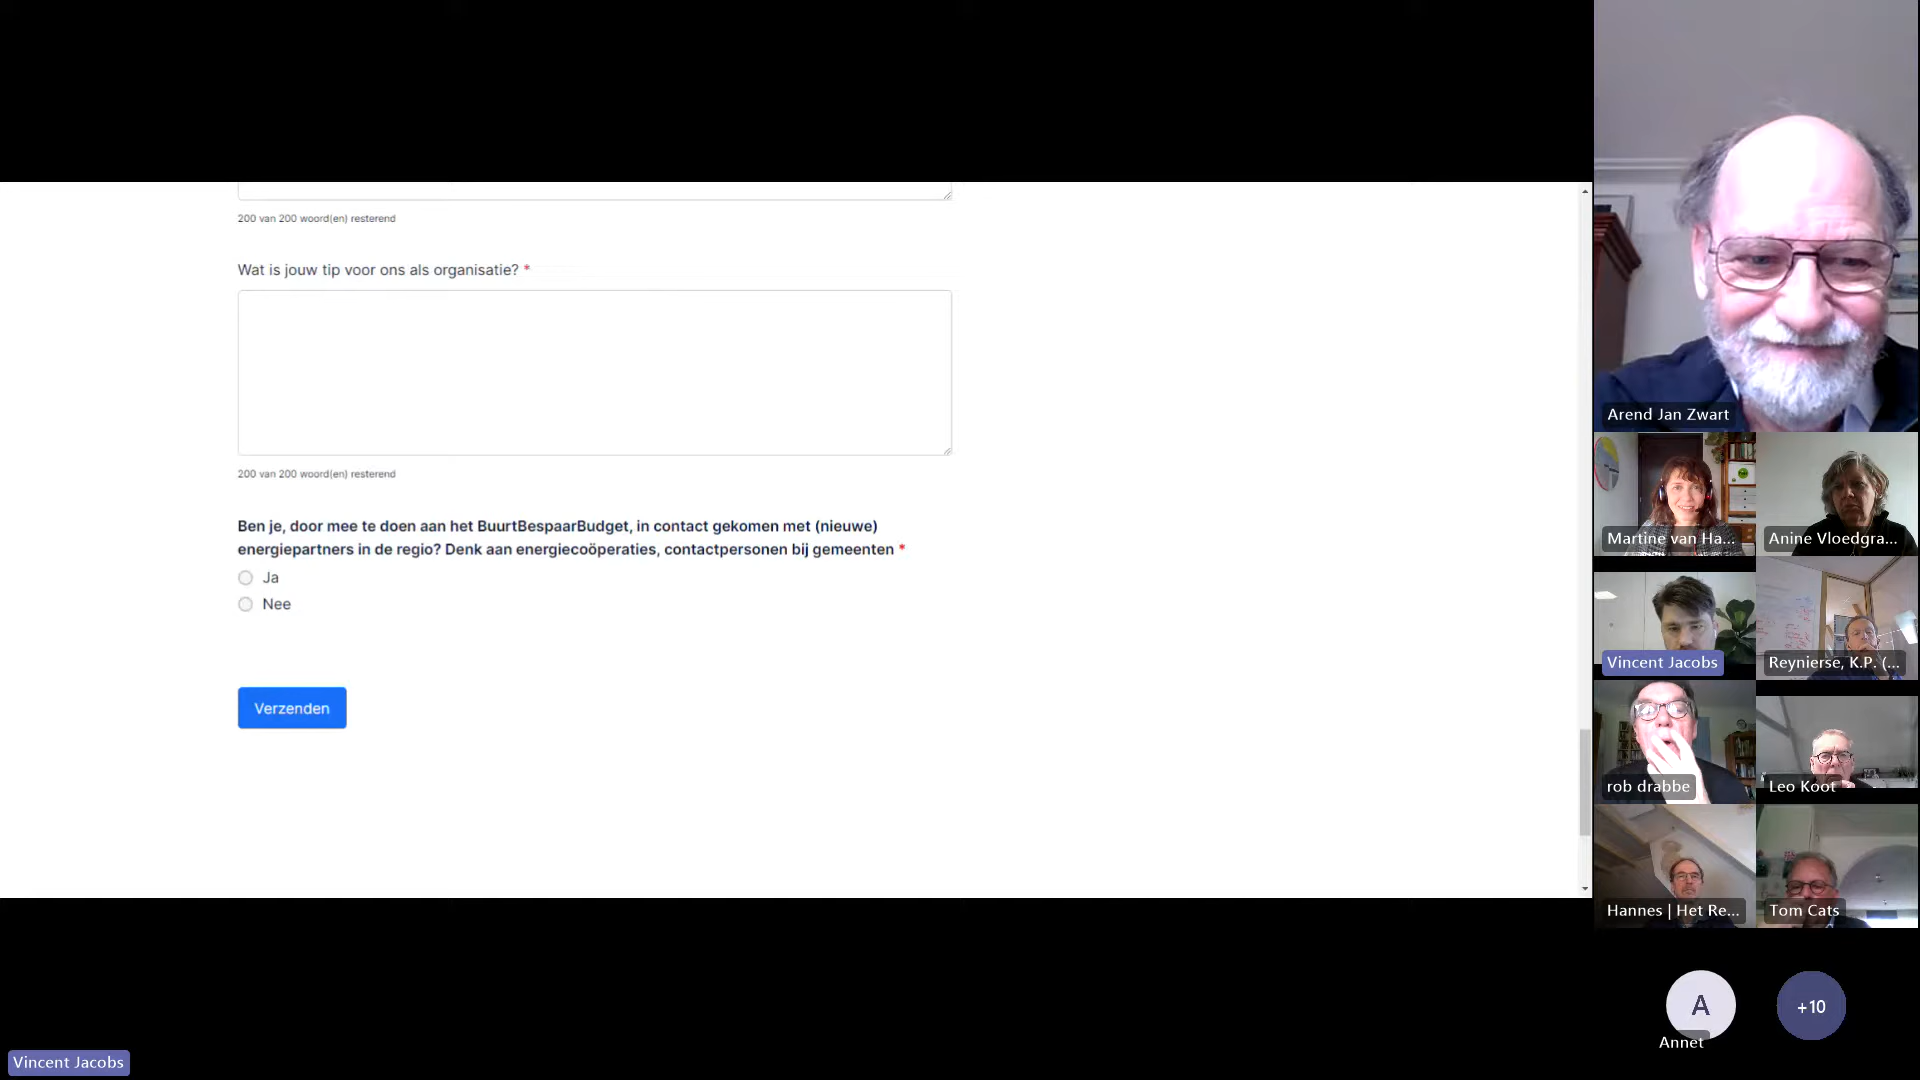 200 van 200 woord(en) resterend
Wat is jouw tip voor ons als organisatie? *
200 van 200 woord(en) resterend
Ben je, door mee te doen aan het BuurtBespaarBudget, in contact gekomen met (nieuwe)
energiepartners in de regio? Denk aan energiecoöperaties, contactpersonen bij gemeenten *
Ja
Nee
Verzenden
Arend Jan Zwart
Martine van Ha...
Anine Vloedgra...
Vincent Jacobs
Reynierse, K.P. (...
rob drabbe
Leo Koot
Hannes | Het Re...
Tom Cats
A
Annet
+10
Vincent Jacobs